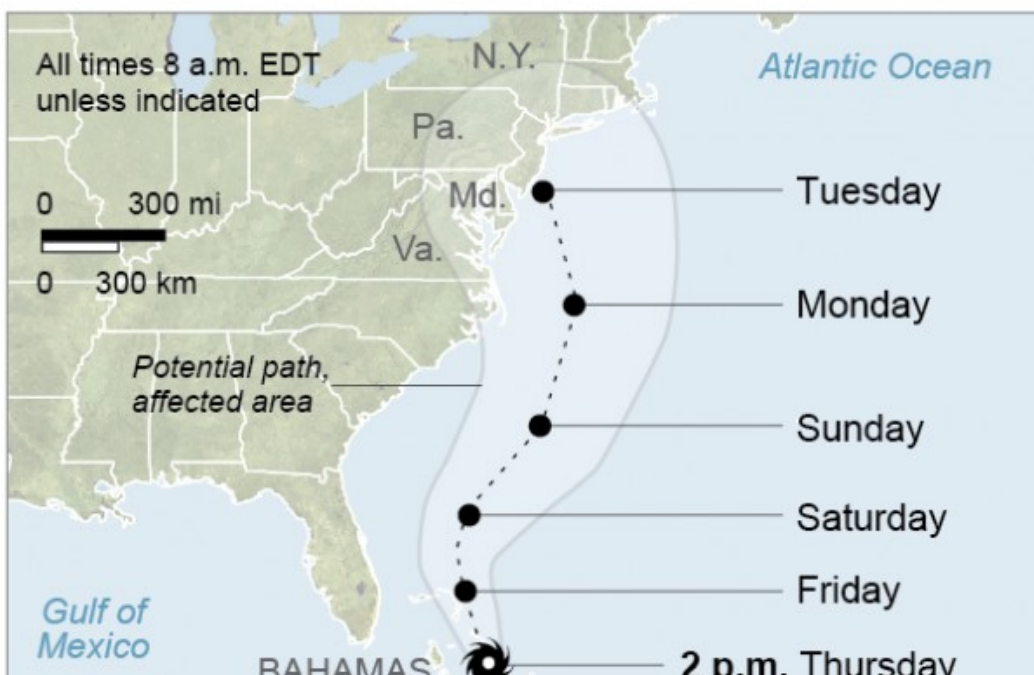 All times 8 a.m. EDT
unless indicated
N.Y.
Atlantic Ocean
Pa.
0 300 mi
Md.
Tuesday
Va.
0 300 km
Monday
Potential path,
affected area
Sunday
Saturday
Friday
Gulf of
Mexico
BAHAMAS
2 p.m. Thursday